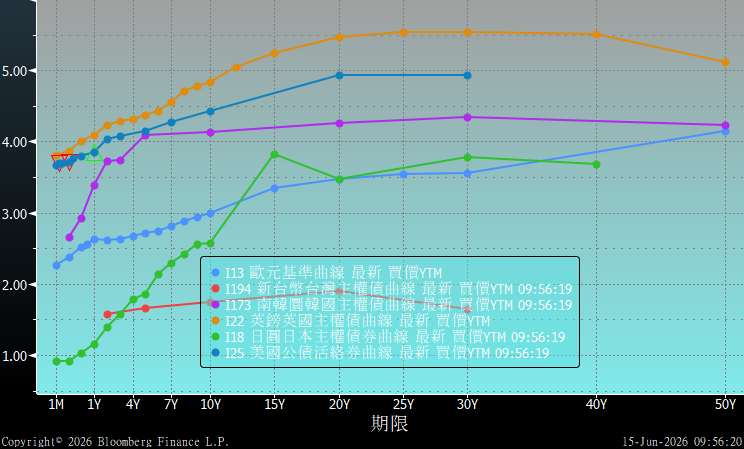 5.00
4.00
3.00
2.00
1.00
I13 歐元基準曲線 最新 買價YTM
I194 新台幣台灣主權債曲線 最新 買價YTM 09:56:19
I173 南韓圜韓國主權債曲線 最新 買價YTM 09:56:19
I22 英鎊英國主權債曲線 最新 買價YTM
I18 日圓日本主權債券曲線 最新 買價YTM 09:56:19
I25 美國公債活絡券曲線 最新 買價YTM 09:56:19
1M 1Y 4Y 7Y 10Y 15Y 20Y 25Y 30Y 40Y 50Y
期限
Copyright© 2026 Bloomberg Finance L.P. 15-Jun-2026 09:56:20